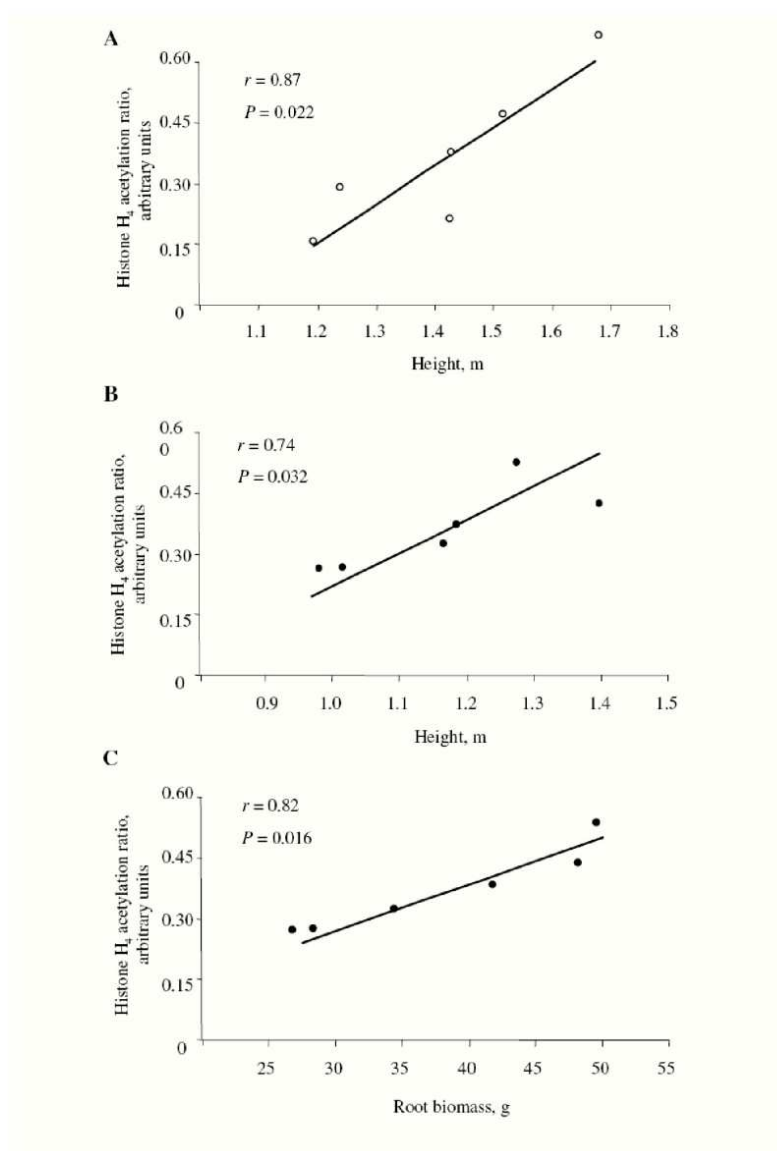 A
0.60
r = 0.87
P = 0.022
0.45
0.30
0.15
0
Histone H4 acetylation ratio,
arbitrary units
1.1 1.2 1.3 1.4 1.5 1.6 1.7 1.8
Height, m
B
0.6
0
r = 0.74
P = 0.032
0.45
0.30
0.15
0
Histone H4 acetylation ratio,
arbitrary units
0.9 1.0 1.1 1.2 1.3 1.4 1.5
Height, m
C
0.60
r = 0.82
P = 0.016
0.45
0.30
0.15
0
Histone H4 acetylation ratio,
arbitrary units
25 30 35 40 45 50 55
Root biomass, g